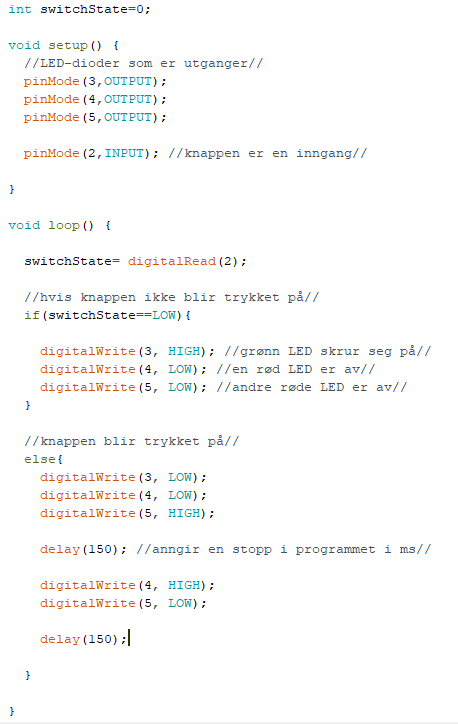 int switchState=0;
void setup() {
//LED-dioder som er utganger//
pinMode(3,OUTPUT);
pinMode(4,OUTPUT);
pinMode(5,OUTPUT);
pinMode(2,INPUT); //knappen er en inngang//
}
void loop() {
switchState= digitalRead(2);
//hvis knappen ikke blir trykket på//
if(switchState==LOW){
digitalWrite(3, HIGH); //grønn LED skrur seg på//
digitalWrite(4, LOW); //en rød LED er av//
digitalWrite(5, LOW); //andre røde LED er av//
}
//knappen blir trykket på//
else{
digitalWrite(3, LOW);
digitalWrite(4, LOW);
digitalWrite(5, HIGH);
delay(150); //anngir en stopp i programmet i ms//
digitalWrite(4, HIGH);
digitalWrite(5, LOW);
delay(150);
}
}